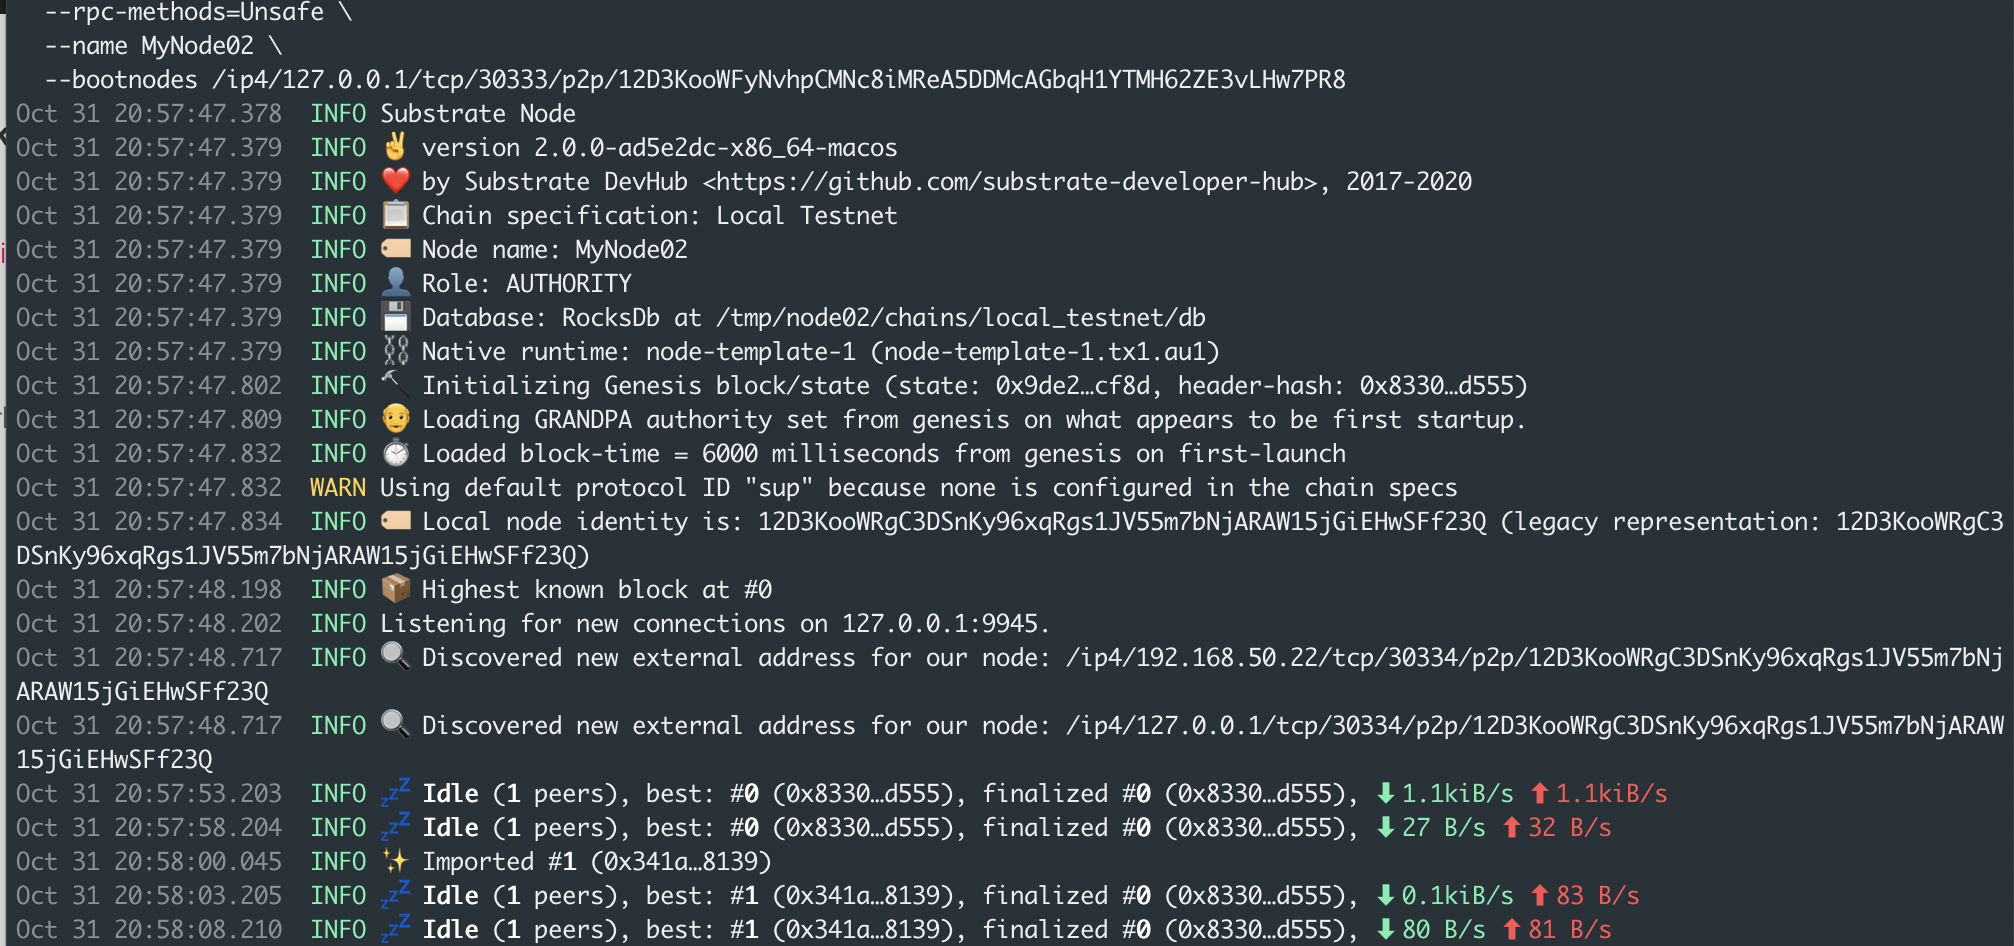 --rpc-methods=Unsafe \
--name MyNode02 \
--bootnodes /ip4/127.0.0.1/tcp/30333/p2p/12D3KooWFyNvhpCMNc8iMReA5DDMcAGbqH1YTMH62ZE3vLHw7PR8
Oct 31 20:57:47.378 INFO Substrate Node
Oct 31 20:57:47.379 INFO ✌️ version 2.0.0-ad5e2dc-x86_64-macos
Oct 31 20:57:47.379 INFO ❤️ by Substrate DevHub <https://github.com/substrate-developer-hub>, 2017-2020
Oct 31 20:57:47.379 INFO 📋 Chain specification: Local Testnet
Oct 31 20:57:47.379 INFO 🏷 Node name: MyNode02
Oct 31 20:57:47.379 INFO 👤 Role: AUTHORITY
Oct 31 20:57:47.379 INFO 💾 Database: RocksDb at /tmp/node02/chains/local_testnet/db
Oct 31 20:57:47.379 INFO ⛓ Native runtime: node-template-1 (node-template-1.tx1.au1)
Oct 31 20:57:47.802 INFO 🔨 Initializing Genesis block/state (state: 0x9de2…cf8d, header-hash: 0x8330…d555)
Oct 31 20:57:47.809 INFO 👴 Loading GRANDPA authority set from genesis on what appears to be first startup.
Oct 31 20:57:47.832 INFO ⏱ Loaded block-time = 6000 milliseconds from genesis on first-launch
Oct 31 20:57:47.832 WARN Using default protocol ID "sup" because none is configured in the chain specs
Oct 31 20:57:47.834 INFO 🏷 Local node identity is: 12D3KooWRgC3DSnKy96xqRgs1JV55m7bNjARAW15jGiEHwSFf23Q (legacy representation: 12D3KooWRgC3
DSnKy96xqRgs1JV55m7bNjARAW15jGiEHwSFf23Q)
Oct 31 20:57:48.198 INFO 📦 Highest known block at #0
Oct 31 20:57:48.202 INFO Listening for new connections on 127.0.0.1:9945.
Oct 31 20:57:48.717 INFO 🔍 Discovered new external address for our node: /ip4/192.168.50.22/tcp/30334/p2p/12D3KooWRgC3DSnKy96xqRgs1JV55m7bNj
ARAW15jGiEHwSFf23Q
Oct 31 20:57:48.717 INFO 🔍 Discovered new external address for our node: /ip4/127.0.0.1/tcp/30334/p2p/12D3KooWRgC3DSnKy96xqRgs1JV55m7bNjARAW
15jGiEHwSFf23Q
Oct 31 20:57:53.203 INFO 💤 Idle (1 peers), best: #0 (0x8330…d555), finalized #0 (0x8330…d555), ⬇ 1.1kiB/s ⬆ 1.1kiB/s
Oct 31 20:57:58.204 INFO 💤 Idle (1 peers), best: #0 (0x8330…d555), finalized #0 (0x8330…d555), ⬇ 27 B/s ⬆ 32 B/s
Oct 31 20:58:00.045 INFO ✨ Imported #1 (0x341a…8139)
Oct 31 20:58:03.205 INFO 💤 Idle (1 peers), best: #1 (0x341a…8139), finalized #0 (0x8330…d555), ⬇ 0.1kiB/s ⬆ 83 B/s
Oct 31 20:58:08.210 INFO 💤 Idle (1 peers), best: #1 (0x341a…8139), finalized #0 (0x8330…d555), ⬇ 80 B/s ⬆ 81 B/s